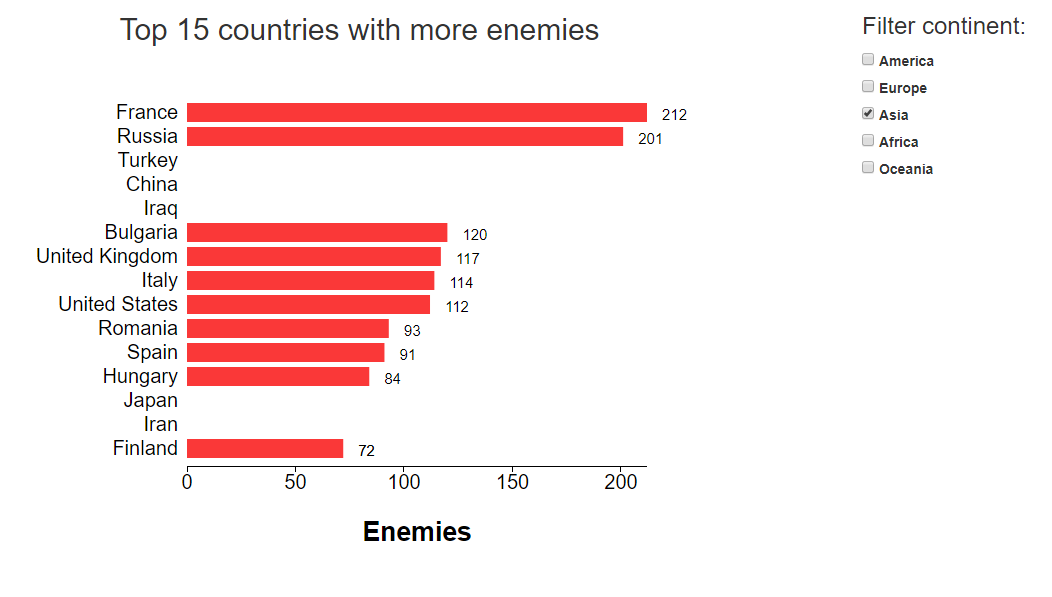 Top 15 countries with more enemies
Filter continent:
America
Europe
Asia
Africa
Oceania
France 212
Russia 201
Turkey
China
Iraq
Bulgaria 120
United Kingdom 117
Italy 114
United States 112
Romania 93
Spain 91
Hungary 84
Japan
Iran
Finland 72
0 50 100 150 200
Enemies